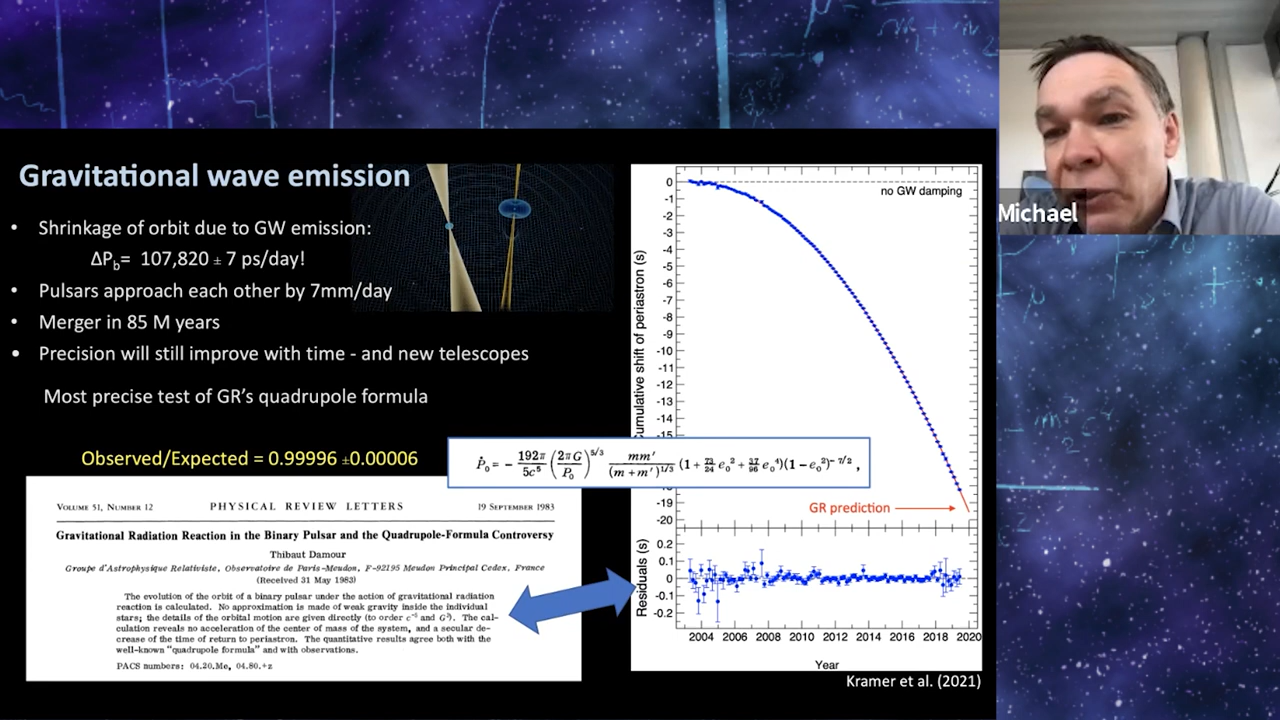 Gravitational wave emission
• Shrinkage of orbit due to GW emission:
ΔPb= 107,820 ± 7 ps/day!
• Pulsars approach each other by 7mm/day
• Merger in 85 M years
• Precision will still improve with time - and new telescopes
Most precise test of GR's quadrupole formula
Observed/Expected = 0.99996 ±0.00006
VOLUME 51, NUMBER 12 PHYSICAL REVIEW LETTERS 19 SEPTEMBER 1983
Gravitational Radiation Reaction in the Binary Pulsar and the Quadrupole-Formula Controversy
Thibaut Damour
Groupe d'Astrophysique Relativiste, Observatoire de Paris-Meudon, F-92195 Meudon Principal Cedex, France
(Received 31 May 1983)
The evolution of the orbit of a binary pulsar under the action of gravitational radiation
reaction is calculated. No approximation is made of weak gravity inside the individual
stars; the details of the orbital motion are given directly (to order c⁻⁵ and G³). The cal-
culation reveals no acceleration of the center of mass of the system, and a secular de-
crease of the time of return to periastron. The quantitative results agree both with the
well-known "quadrupole formula" and with observations.
PACS numbers: 04.20.Me, 04.80.+z
Ṗ₀ = - 192π/5c⁵ (2πG/P₀)^5/3 mm′/(m+m′)^1/3 (1 + 73/24 e₀² + 37/96 e₀⁴)(1 - e₀²)^-7/2 ,
Cumulative shift of periastron (s)
0
-1
-2
-3
-4
-5
-6
-7
-8
-9
-10
-11
-12
-13
-14
-15
-19
-20
no GW damping
GR prediction
Residuals (s)
0.2
0.1
0
-0.1
-0.2
2004 2006 2008 2010 2012 2014 2016 2018 2020
Year
Kramer et al. (2021)
Michael